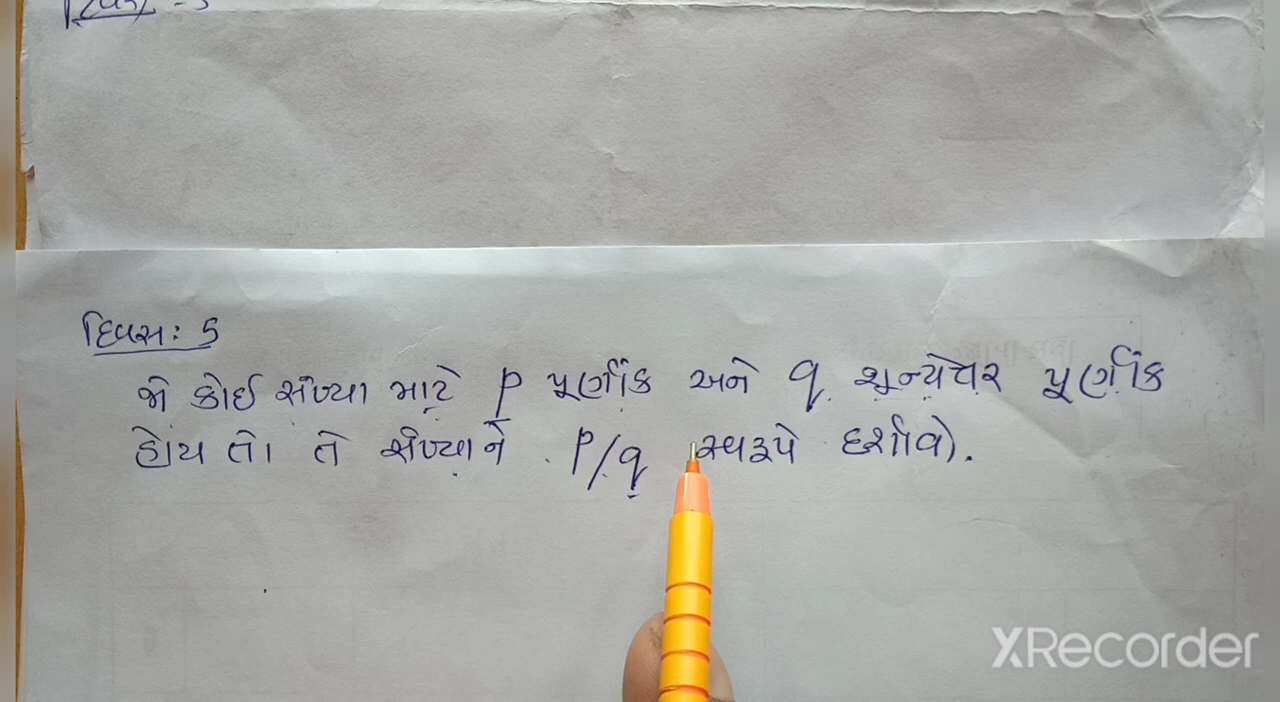 દિવસ: 5
જો કોઈ સંખ્યા માટે p પૂર્ણાંક અને q શૂન્યેત્તર પૂર્ણાંક
હોય તો તે સંખ્યાને p/q સ્વરૂપે દર્શાવો.
XRecorder